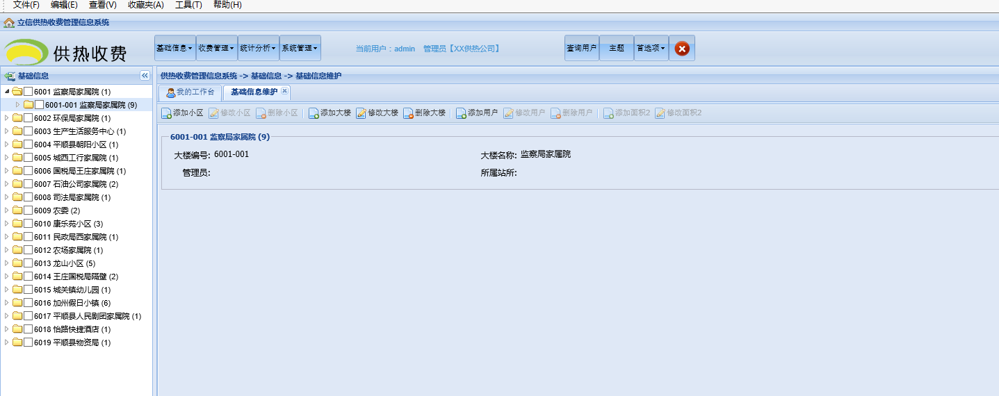 文件(F) 编辑(E) 查看(V) 收藏夹(A) 工具(T) 帮助(H)
立信供热收费管理信息系统
供热收费 基础信息 收费管理 统计分析 系统管理 当前用户：admin 管理员【XX供热公司】 查询用户 主题 首选项
基础信息
供热收费管理信息系统 -> 基础信息 -> 基础信息维护
我的工作台 基础信息维护
添加小区 修改小区 删除小区 添加大楼 修改大楼 删除大楼 添加用户 修改用户 删除用户 添加面积2 修改面积2
6001 监察局家属院 (1)
6001-001 监察局家属院 (9)
6002 环保局家属院 (1)
6003 生产生活服务中心 (1)
6004 平顺县朝阳小区 (1)
6005 城西工行家属院 (1)
6006 国税局王庄家属院 (1)
6007 石油公司家属院 (2)
6008 司法局家属院 (1)
6009 农委 (2)
6010 康乐苑小区 (3)
6011 民政局西家属院 (1)
6012 农场家属院 (1)
6013 龙山小区 (5)
6014 王庄国税局隔壁 (2)
6015 城关镇幼儿园 (1)
6016 加州假日小镇 (6)
6017 平顺县人民剧团家属院 (1)
6018 怡路快捷酒店 (1)
6019 平顺县物资局 (1)
6001-001 监察局家属院 (9)
大楼编号: 6001-001 大楼名称: 监察局家属院
管理员: 所属站所: